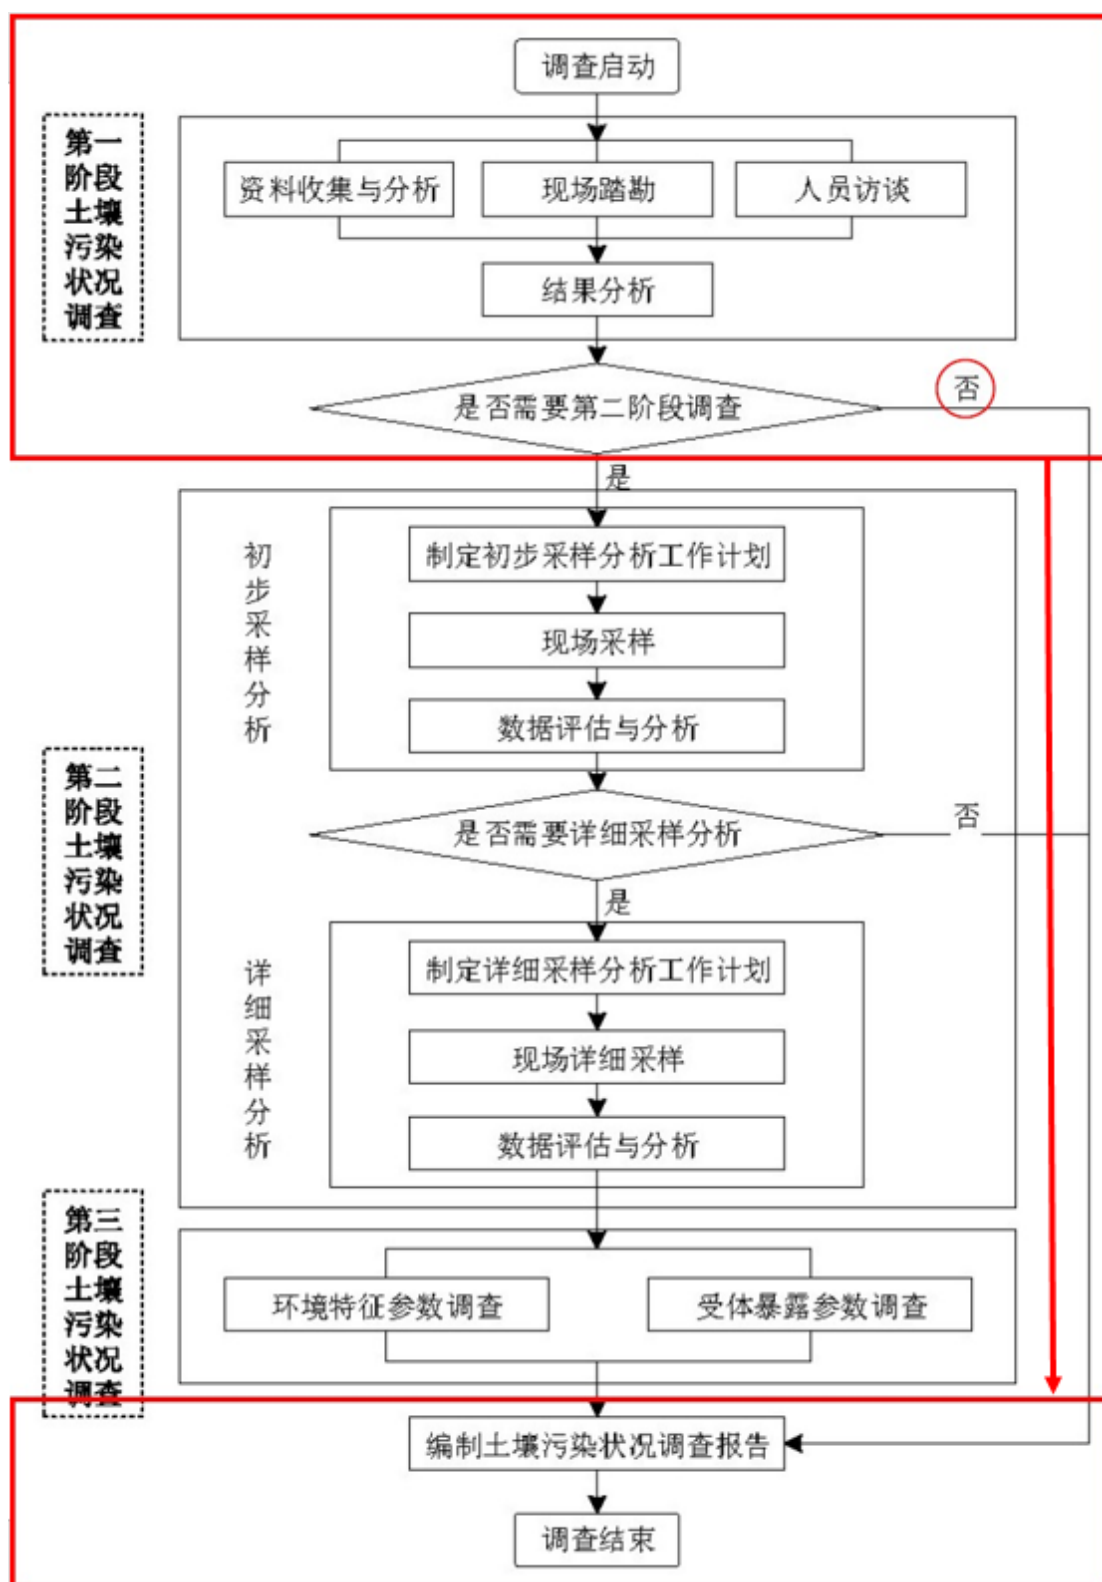 调查启动
第一
阶段
土壤
污染
状况
调查
资料收集与分析
现场踏勘
人员访谈
结果分析
是否需要第二阶段调查
否
是
初
步
采
样
分
析
制定初步采样分析工作计划
现场采样
数据评估与分析
第二
阶段
土壤
污染
状况
调查
是否需要详细采样分析
否
是
详
细
采
样
分
析
制定详细采样分析工作计划
现场详细采样
数据评估与分析
第三
阶段
土壤
污染
状况
调查
环境特征参数调查
受体暴露参数调查
编制土壤污染状况调查报告
调查结束